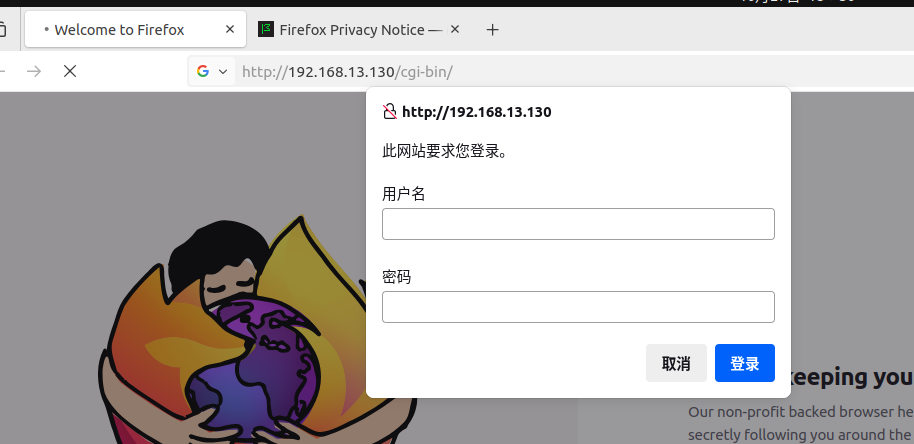 Welcome to Firefox
Firefox Privacy Notice —
http://192.168.13.130/cgi-bin/
http://192.168.13.130
此网站要求您登录。
用户名
密码
取消
登录
keeping you
Our non-profit backed browser he
secretly following you around the